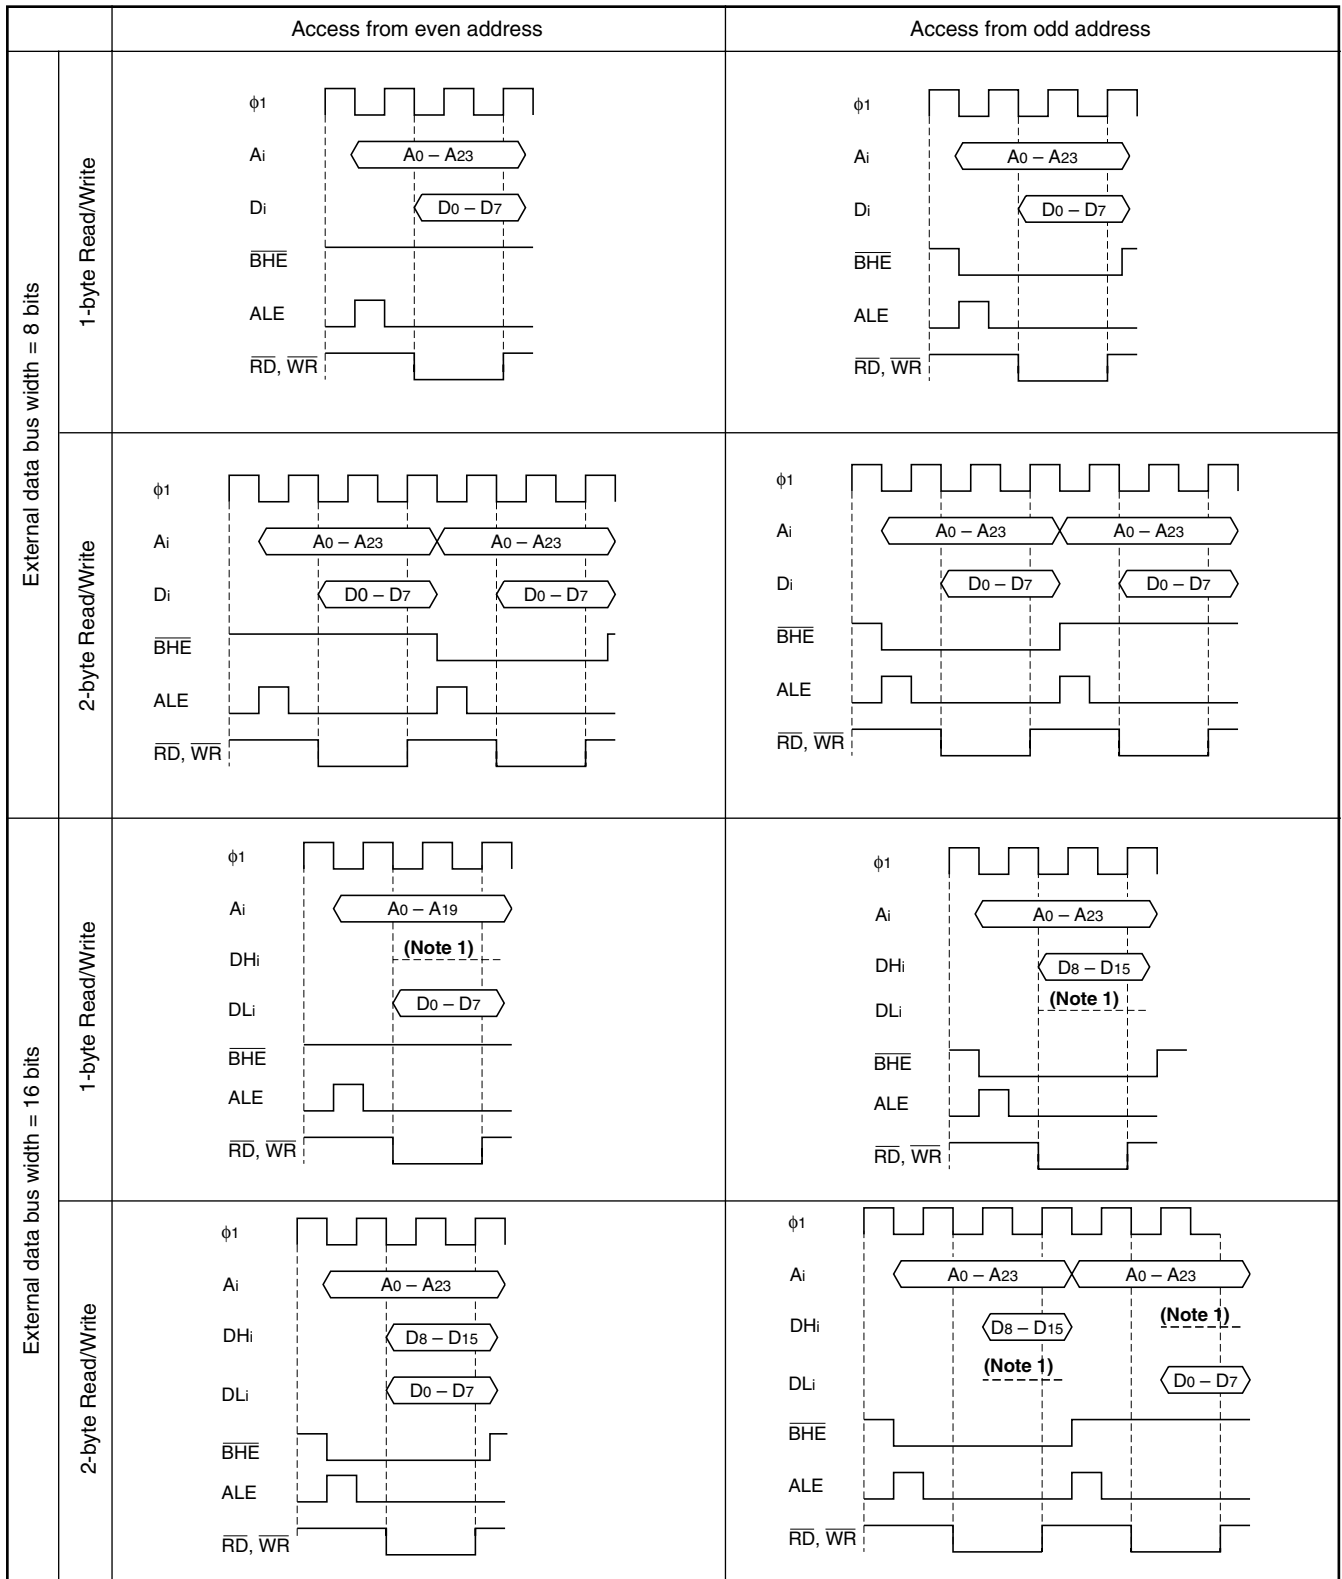 Access from even address
Access from odd address
External data bus width = 8 bits
1-byte Read/Write
ϕ1
Ai
A0 – A23
Di
D0 – D7
BHE
ALE
RD, WR
ϕ1
Ai
A0 – A23
Di
D0 – D7
BHE
ALE
RD, WR
2-byte Read/Write
ϕ1
Ai
A0 – A23 A0 – A23
Di
D0 – D7 D0 – D7
BHE
ALE
RD, WR
ϕ1
Ai
A0 – A23 A0 – A23
Di
D0 – D7 D0 – D7
BHE
ALE
RD, WR
External data bus width = 16 bits
1-byte Read/Write
ϕ1
Ai
A0 – A19
DHi
(Note 1)
DLi
D0 – D7
BHE
ALE
RD, WR
ϕ1
Ai
A0 – A23
DHi
D8 – D15
DLi
(Note 1)
BHE
ALE
RD, WR
2-byte Read/Write
ϕ1
Ai
A0 – A23
DHi
D8 – D15
DLi
D0 – D7
BHE
ALE
RD, WR
ϕ1
Ai
A0 – A23 A0 – A23
DHi
D8 – D15 (Note 1)
DLi
(Note 1) D0 – D7
BHE
ALE
RD, WR